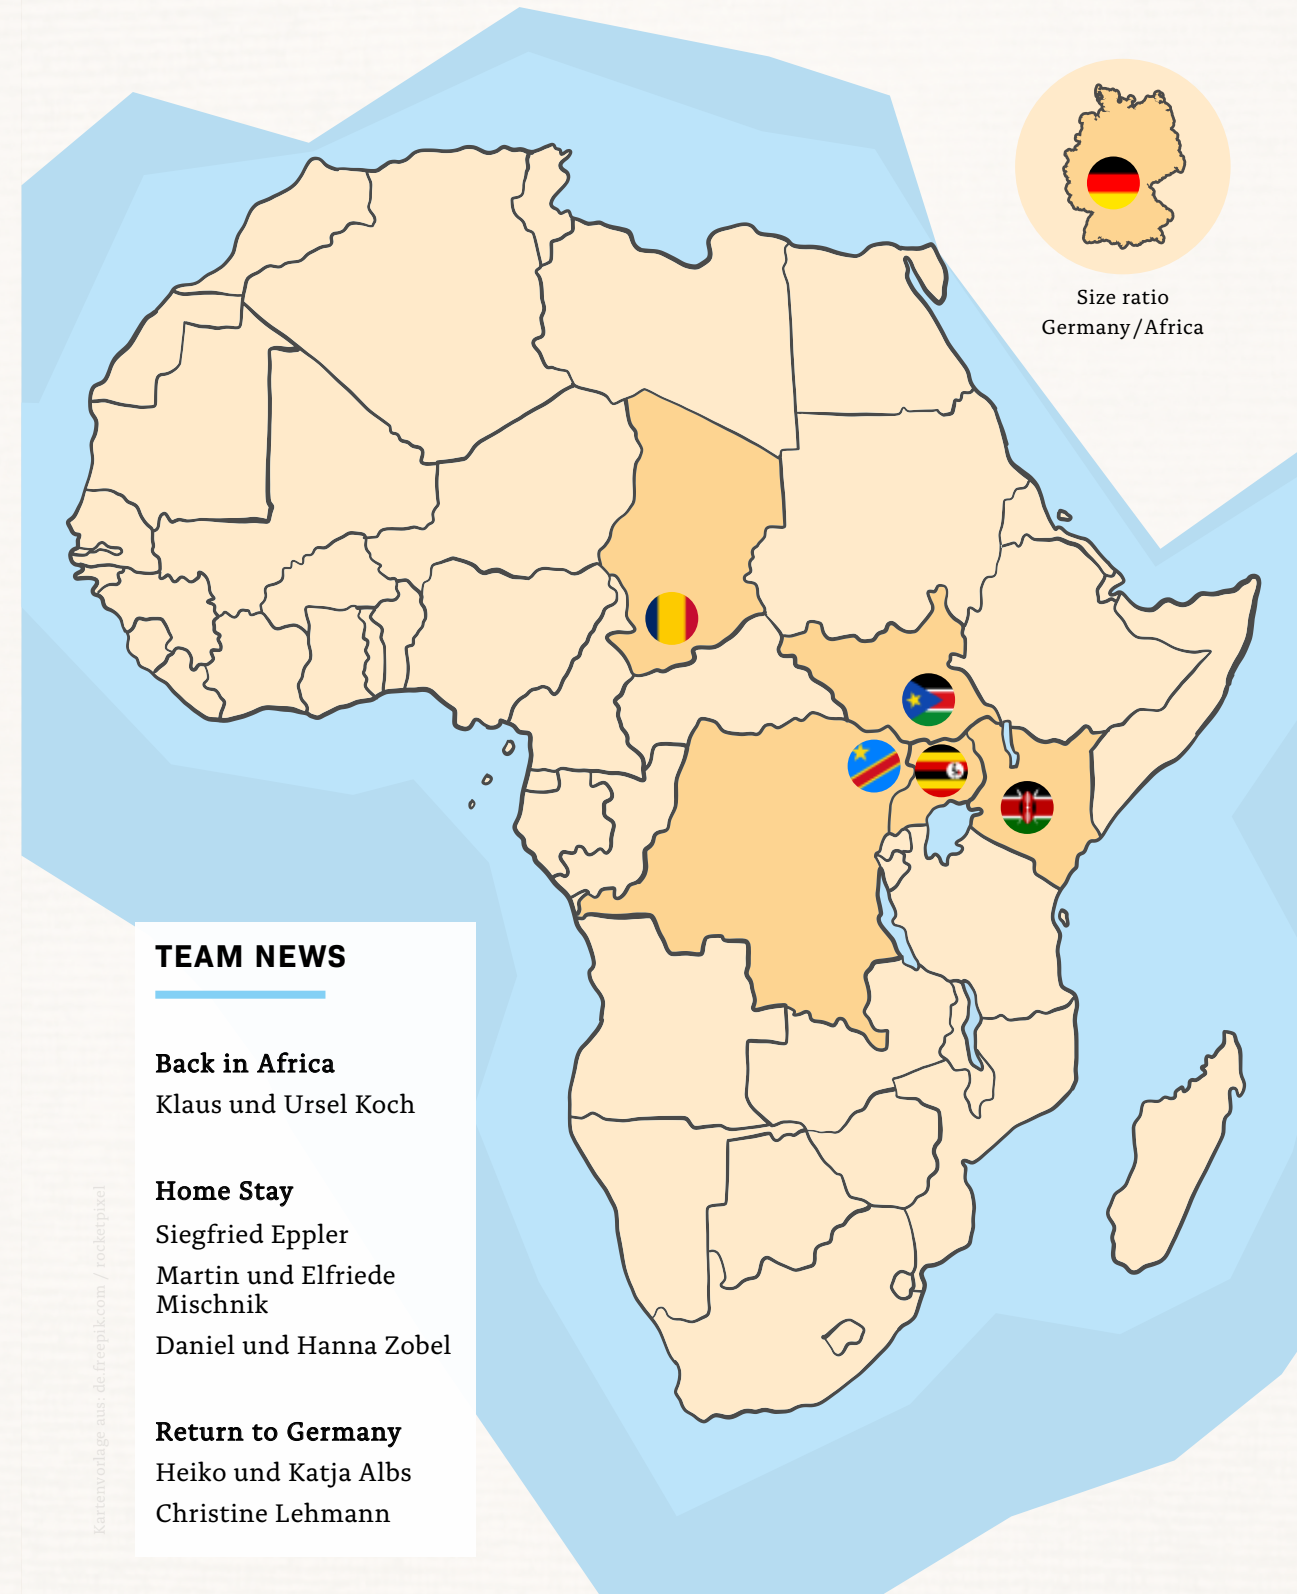 Size ratio
Germany/Africa
TEAM NEWS
Back in Africa
Klaus und Ursel Koch
Home Stay
Siegfried Eppler
Martin und Elfriede
Mischnik
Daniel und Hanna Zobel
Return to Germany
Heiko und Katja Albs
Christine Lehmann
Kartenvorlage aus: de.freepik.com / rocketpixel